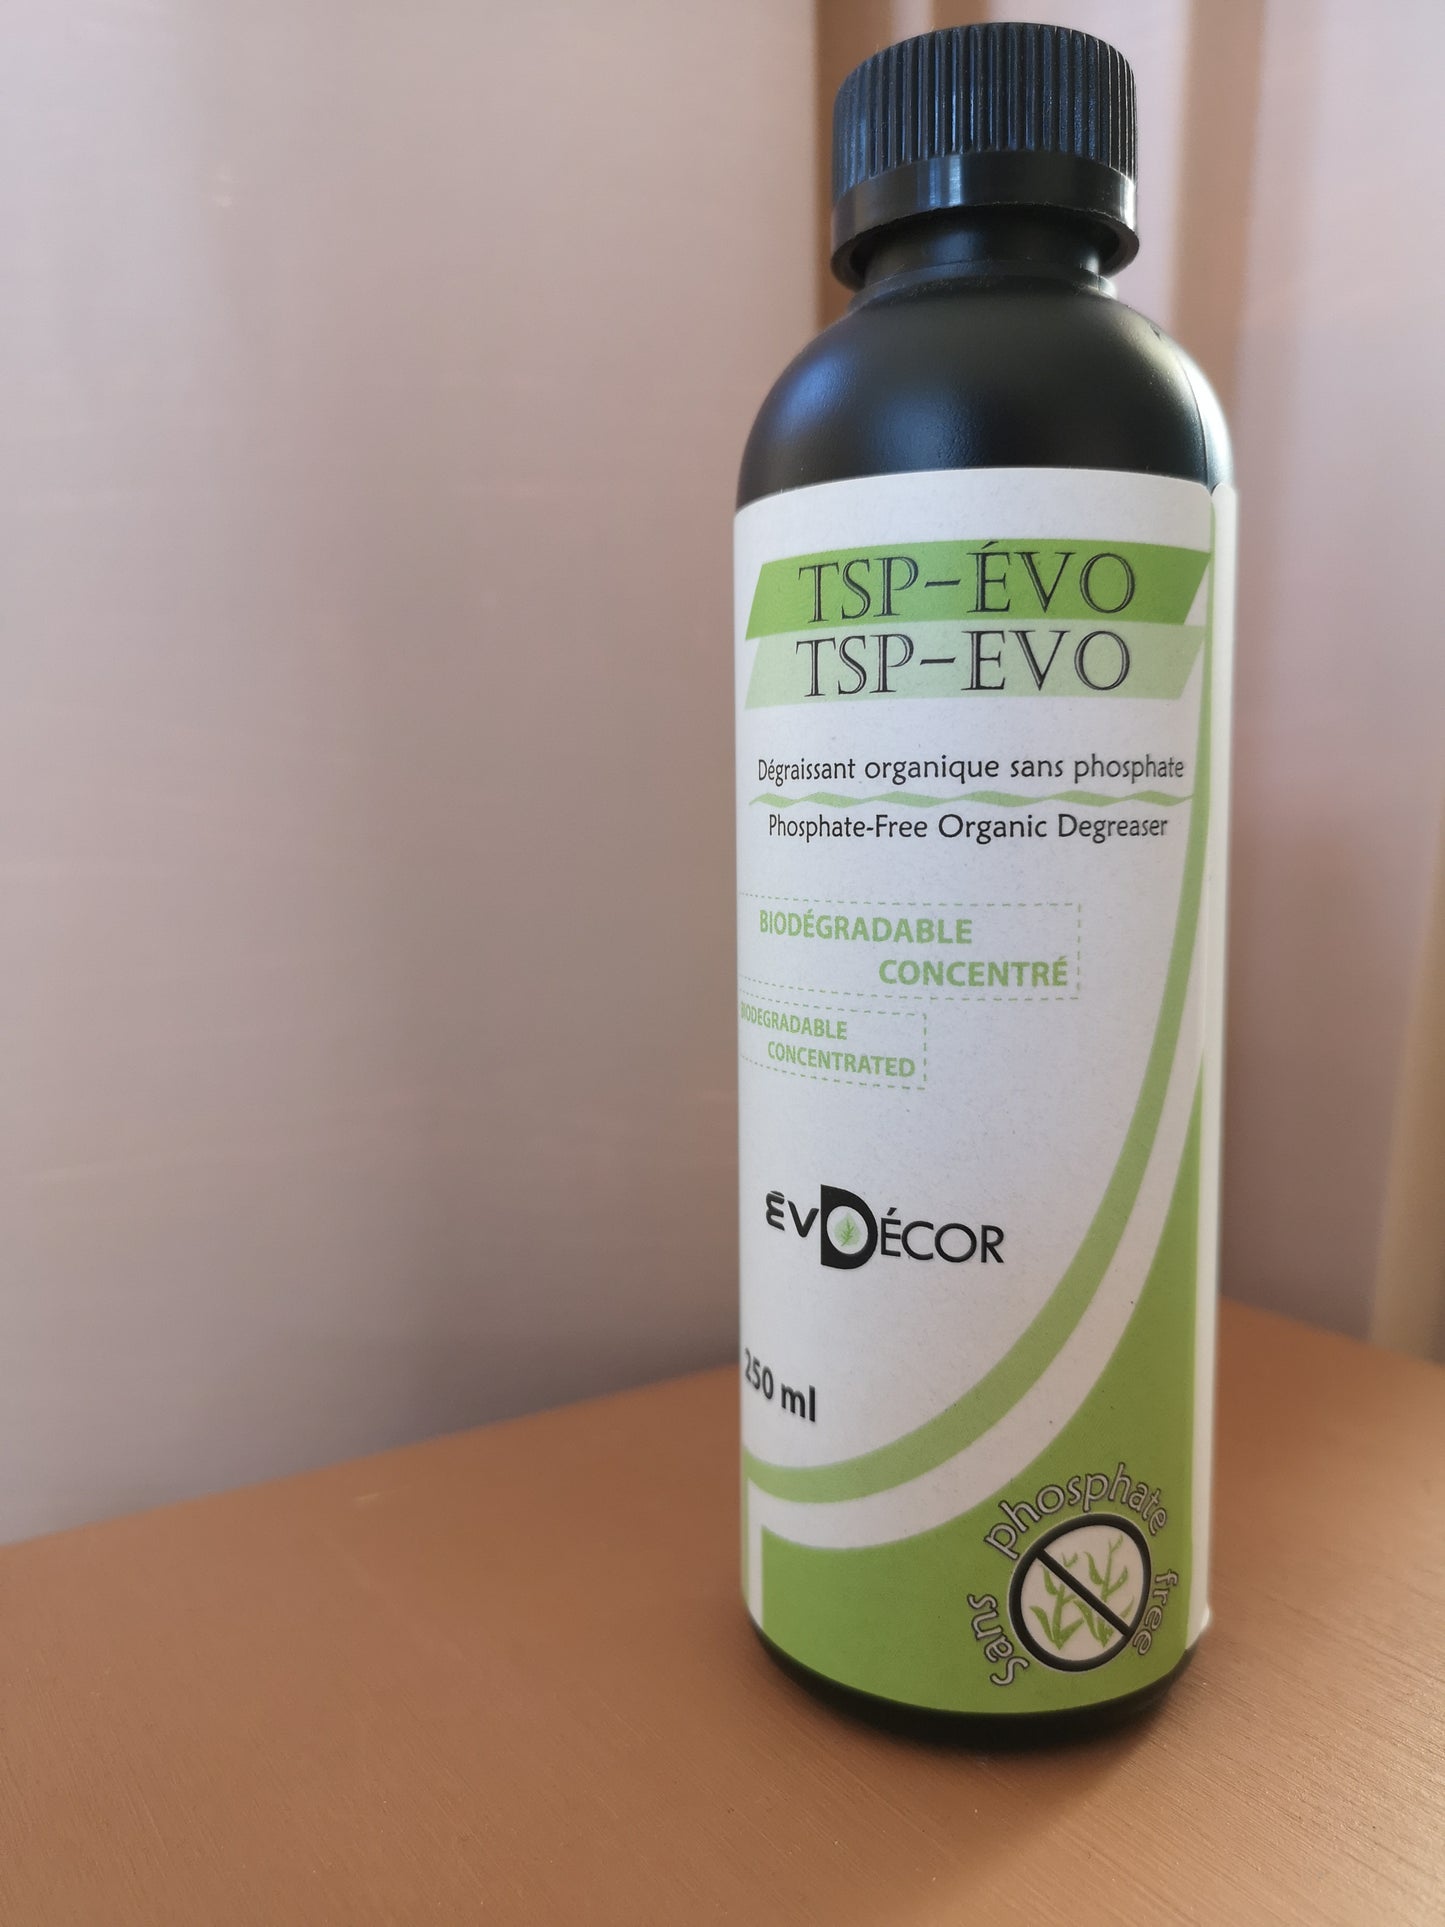 TSP-ÉVO
TSP-EVO
Dégraissant organique sans phosphate
Phosphate-Free Organic Degreaser
BIODÉGRADABLE
CONCENTRÉ
BIODEGRADABLE
CONCENTRATED
ÉVDÉCOR
250 ml
Sans phosphate free